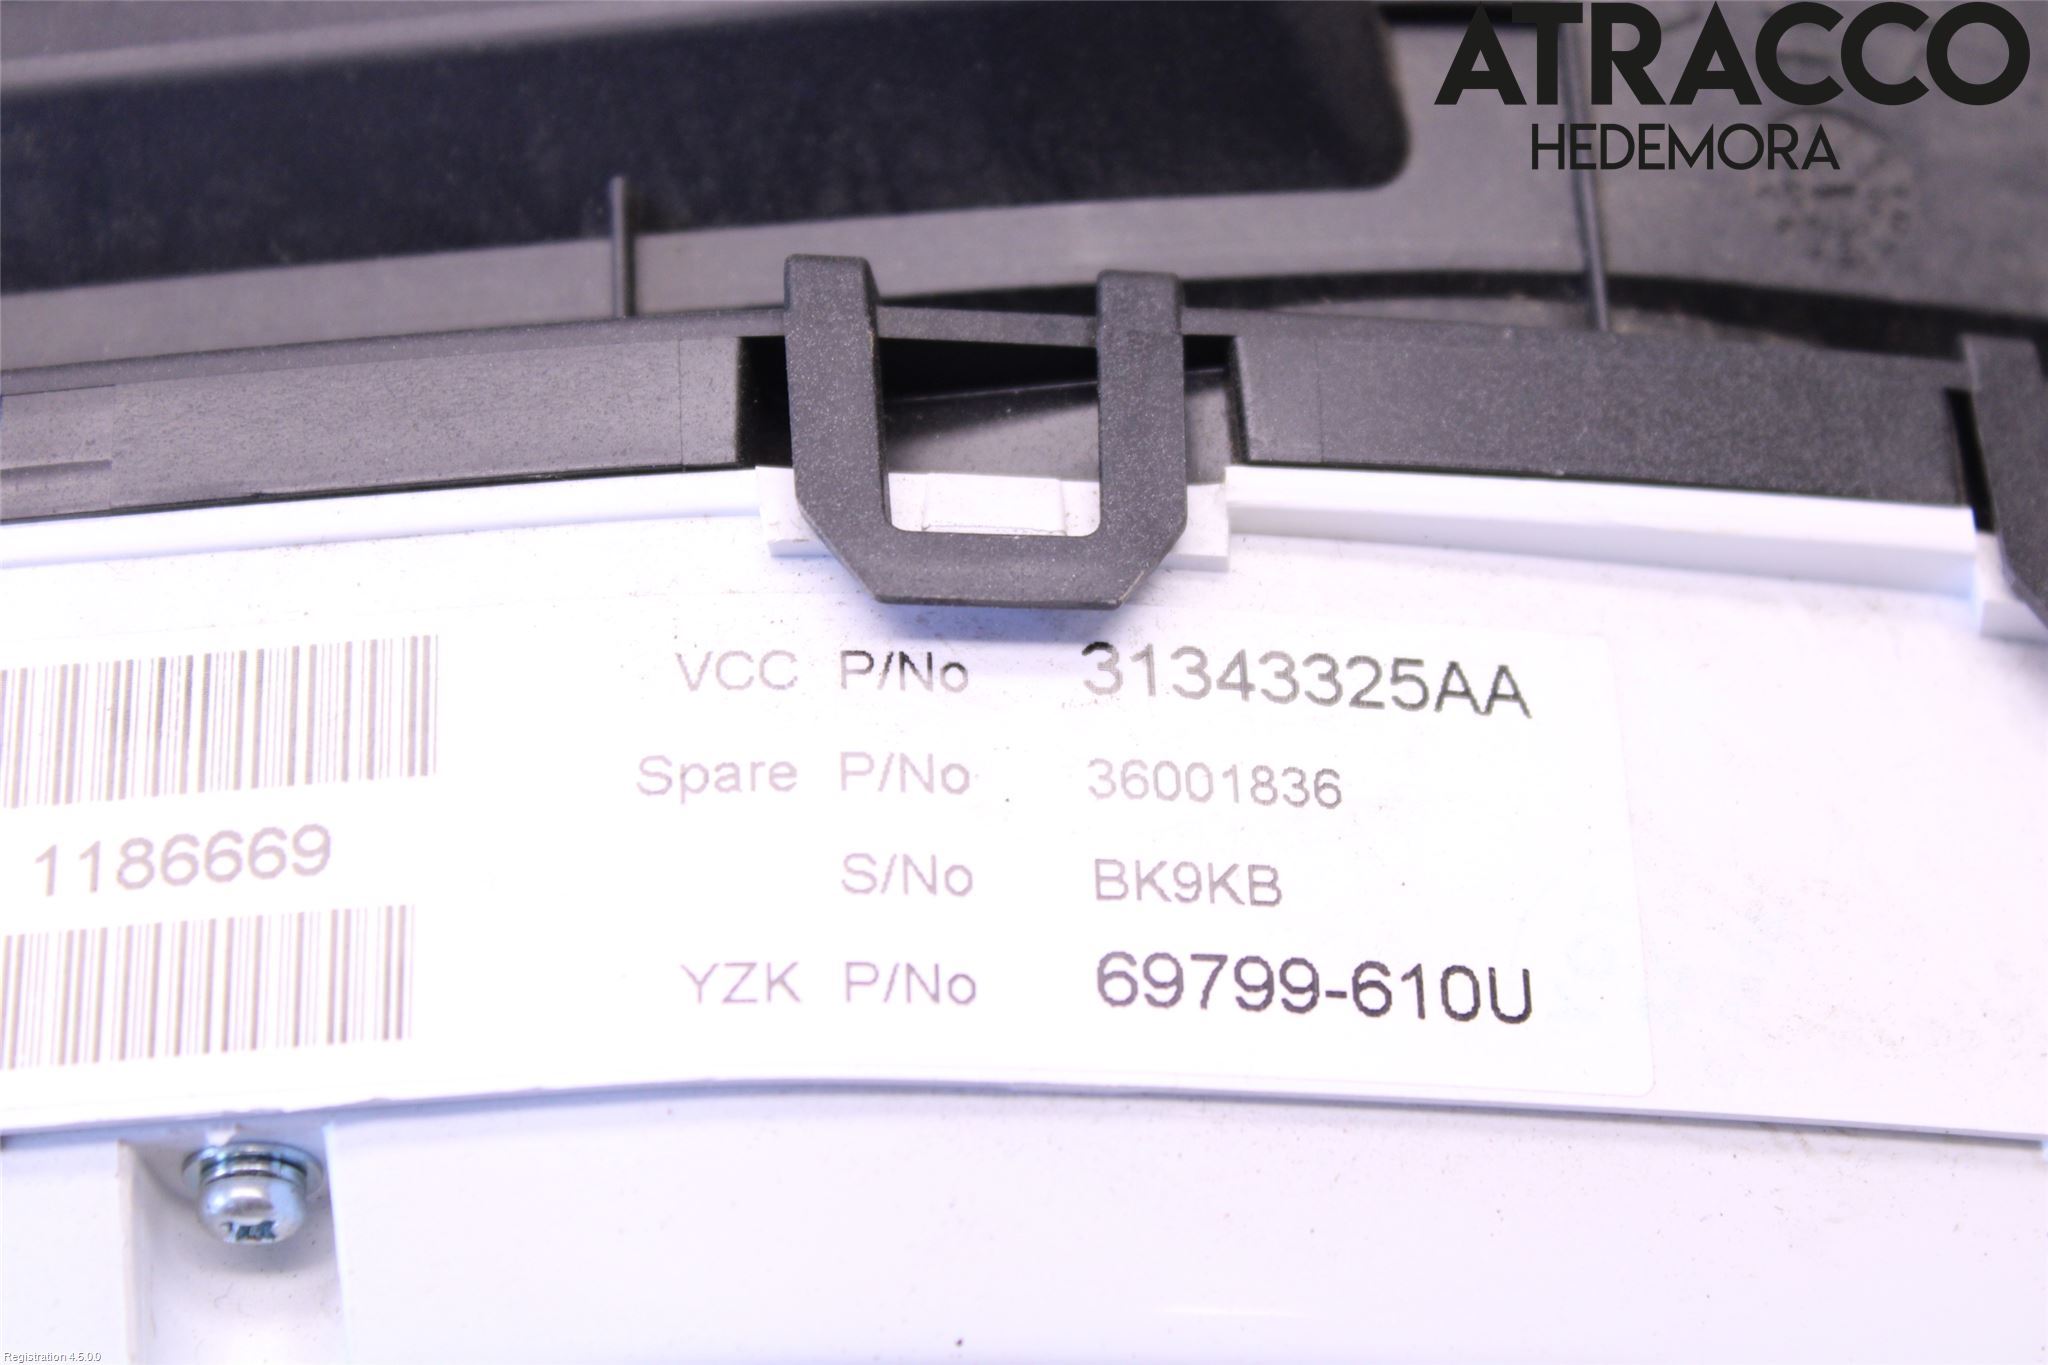 ATRACCO
HEDEMORA
VCC P/No 31343325AA
Spare P/No 36001836
1186669
S/No BK9KB
YZK P/No 69799-610U
Registration 4.5.0.0